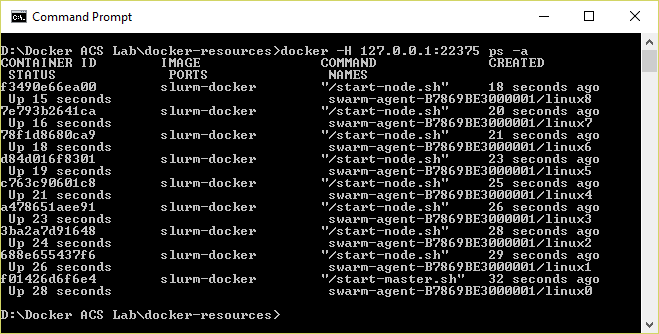 Command Prompt
D:\Docker ACS Lab\docker-resources>docker -H 127.0.0.1:22375 ps -a
CONTAINER ID        IMAGE               COMMAND             CREATED
 STATUS              PORTS               NAMES
f3490e66ea00        slurm-docker        "/start-node.sh"    18 seconds ago
 Up 15 seconds                           swarm-agent-B7869BE3000001/linux8
7e793b2641ca        slurm-docker        "/start-node.sh"    20 seconds ago
 Up 16 seconds                           swarm-agent-B7869BE3000001/linux7
78f1d8680ca9        slurm-docker        "/start-node.sh"    21 seconds ago
 Up 18 seconds                           swarm-agent-B7869BE3000001/linux6
d84d016f8301        slurm-docker        "/start-node.sh"    23 seconds ago
 Up 19 seconds                           swarm-agent-B7869BE3000001/linux5
c763c90601c8        slurm-docker        "/start-node.sh"    25 seconds ago
 Up 21 seconds                           swarm-agent-B7869BE3000001/linux4
a478651aee91        slurm-docker        "/start-node.sh"    26 seconds ago
 Up 23 seconds                           swarm-agent-B7869BE3000001/linux3
3ba2a7d91648        slurm-docker        "/start-node.sh"    28 seconds ago
 Up 24 seconds                           swarm-agent-B7869BE3000001/linux2
688e655437f6        slurm-docker        "/start-node.sh"    29 seconds ago
 Up 26 seconds                           swarm-agent-B7869BE3000001/linux1
f01426d6f6e4        slurm-docker        "/start-master.sh"  32 seconds ago
 Up 28 seconds                           swarm-agent-B7869BE3000001/linux0
D:\Docker ACS Lab\docker-resources>